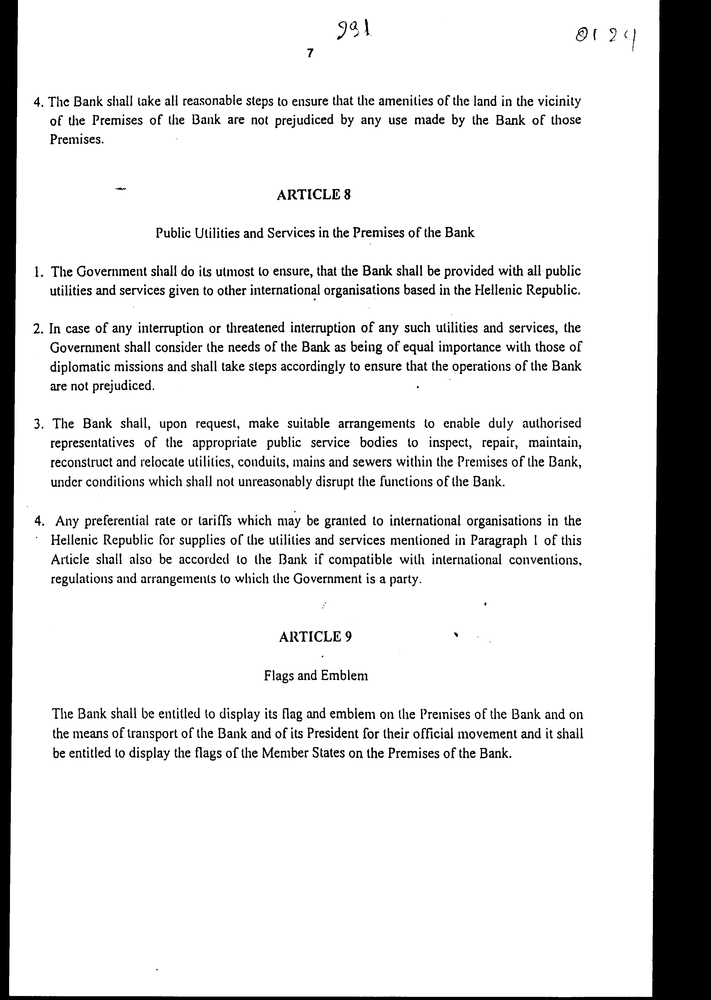 991
0124
7
4. The Bank shall take all reasonable steps to ensure that the amenities of the land in the vicinity
of the Premises of the Bank are not prejudiced by any use made by the Bank of those
Premises.
ARTICLE 8
Public Utilities and Services in the Premises of the Bank
1. The Government shall do its utmost to ensure, that the Bank shall be provided with all public
utilities and services given to other international organisations based in the Hellenic Republic.
2. In case of any interruption or threatened interruption of any such utilities and services, the
Government shall consider the needs of the Bank as being of equal importance with those of
diplomatic missions and shall take steps accordingly to ensure that the operations of the Bank
are not prejudiced.
3. The Bank shall, upon request, make suitable arrangements to enable duly authorised
representatives of the appropriate public service bodies to inspect, repair, maintain,
reconstruct and relocate utilities, conduits, mains and sewers within the Premises of the Bank,
under conditions which shall not unreasonably disrupt the functions of the Bank.
4. Any preferential rate or tariffs which may be granted to international organisations in the
Hellenic Republic for supplies of the utilities and services mentioned in Paragraph 1 of this
Article shall also be accorded to the Bank if compatible with international conventions,
regulations and arrangements to which the Government is a party.
ARTICLE 9
Flags and Emblem
The Bank shall be entitled to display its flag and emblem on the Premises of the Bank and on
the means of transport of the Bank and of its President for their official movement and it shall
be entitled to display the flags of the Member States on the Premises of the Bank.